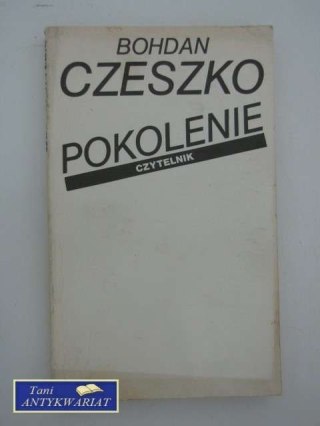 BOHDAN
CZESZKO
POKOLENIE
CZYTELNIK
Tani
ANTYKWARIAT